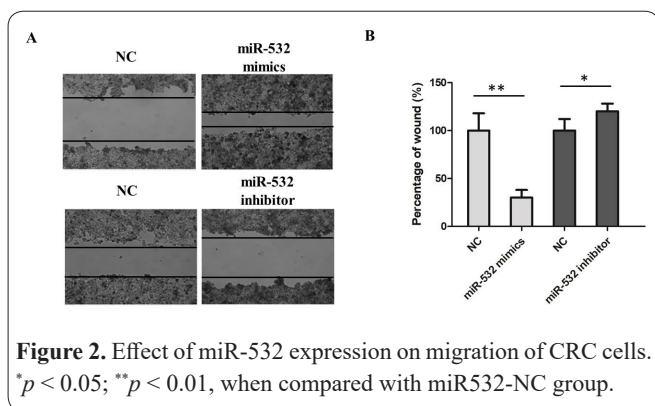 A
NC
miR-532
mimics
NC
miR-532
inhibitor
B
Percentage of wound (%)
150
100
50
0
**
*
NC
miR-532 mimics
NC
miR-532 inhibitor
Figure 2. Effect of miR-532 expression on migration of CRC cells.
*p < 0.05; **p < 0.01, when compared with miR532-NC group.